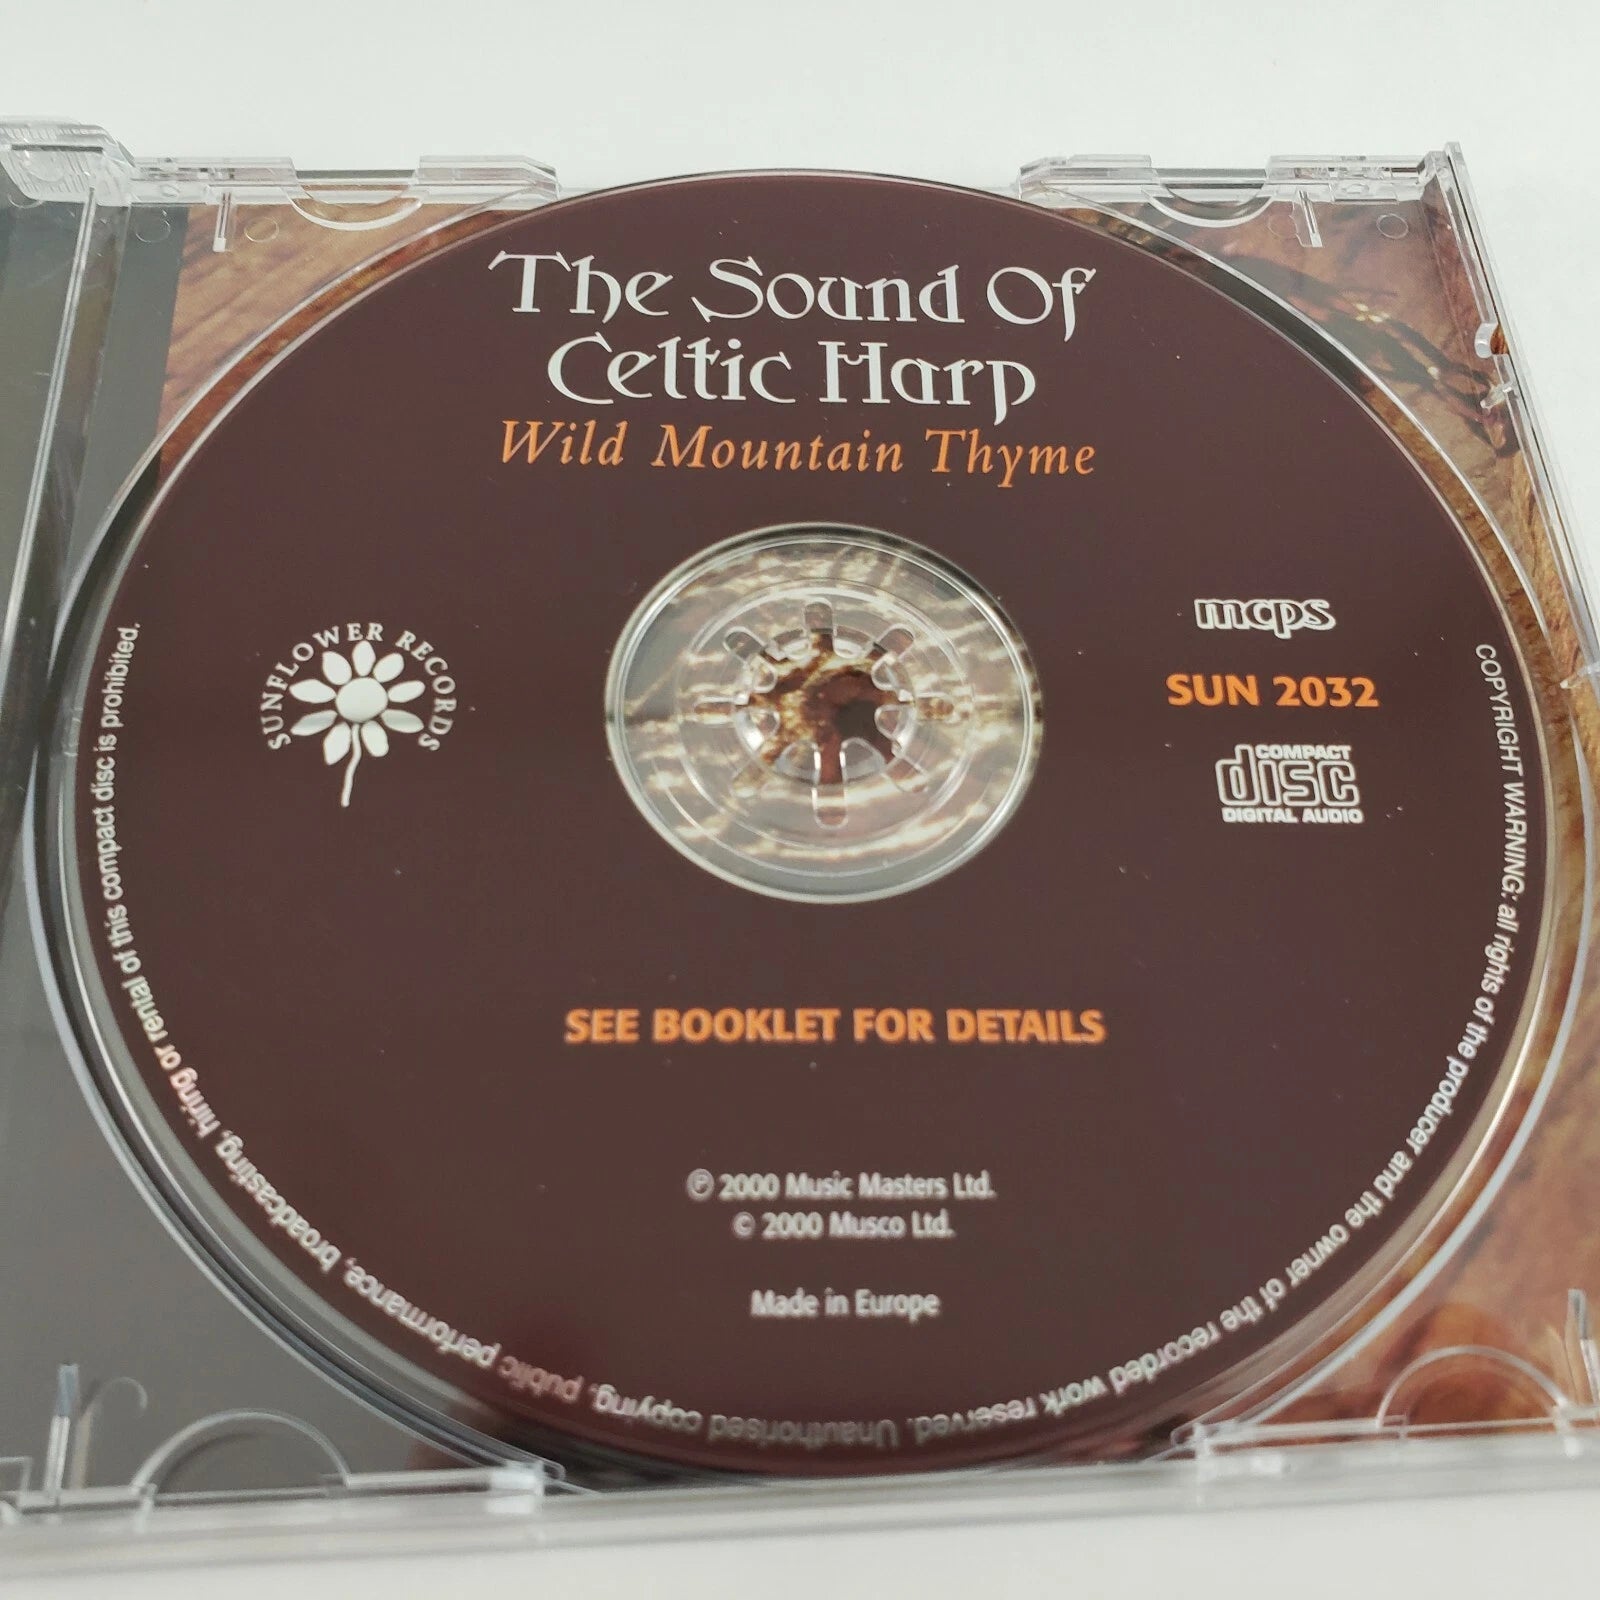 The Sound Of
Celtic Harp
Wild Mountain Thyme
SUNFLOWER RECORDS
mcps
SUN 2032
COMPACT
disc
DIGITAL AUDIO
SEE BOOKLET FOR DETAILS
℗ 2000 Music Masters Ltd.
© 2000 Musco Ltd.
Made in Europe
COPYRIGHT WARNING: all rights of the producer and the owner of the recorded work reserved. Unauthorised copying, public performance, broadcasting, hiring or rental of this compact disc is prohibited.